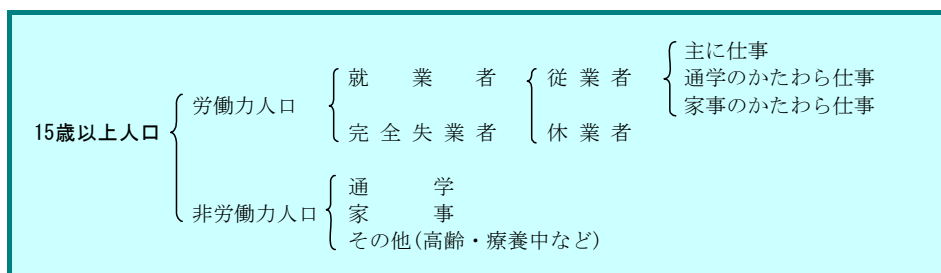 主に仕事
就業者 従業者 通学のかたわら仕事
労働力人口 家事のかたわら仕事
15歳以上人口 完全失業者 休業者
通学
非労働力人口 家事
その他(高齢・療養中など)